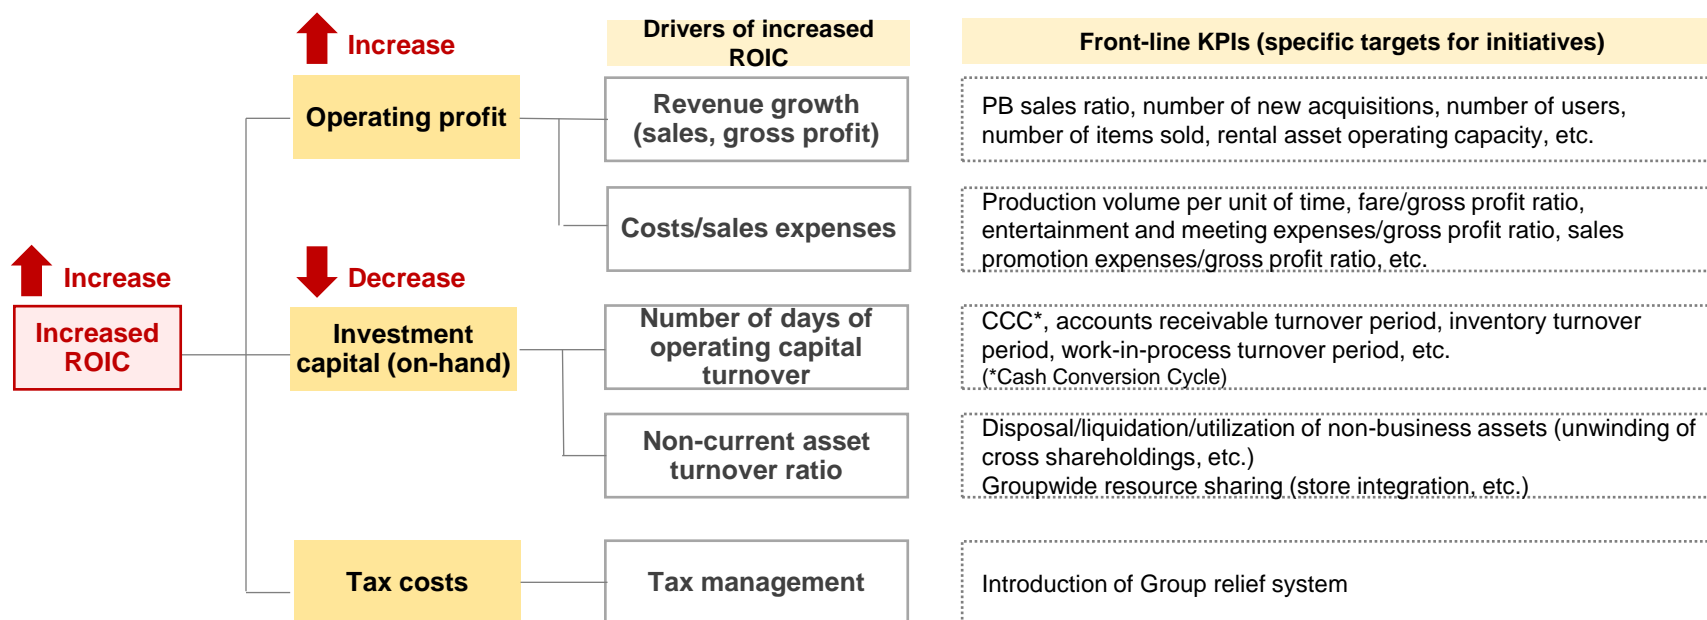 Increase
Drivers of increased
ROIC
Front-line KPIs (specific targets for initiatives)
Operating profit
Revenue growth
(sales, gross profit)
PB sales ratio, number of new acquisitions, number of users,
number of items sold, rental asset operating capacity, etc.
Costs/sales expenses
Production volume per unit of time, fare/gross profit ratio,
entertainment and meeting expenses/gross profit ratio, sales
promotion expenses/gross profit ratio, etc.
Increase
Decrease
Increased
ROIC
Investment
capital (on-hand)
Number of days of
operating capital
turnover
CCC*, accounts receivable turnover period, inventory turnover
period, work-in-process turnover period, etc.
(*Cash Conversion Cycle)
Non-current asset
turnover ratio
Disposal/liquidation/utilization of non-business assets (unwinding of
cross shareholdings, etc.)
Groupwide resource sharing (store integration, etc.)
Tax costs
Tax management
Introduction of Group relief system